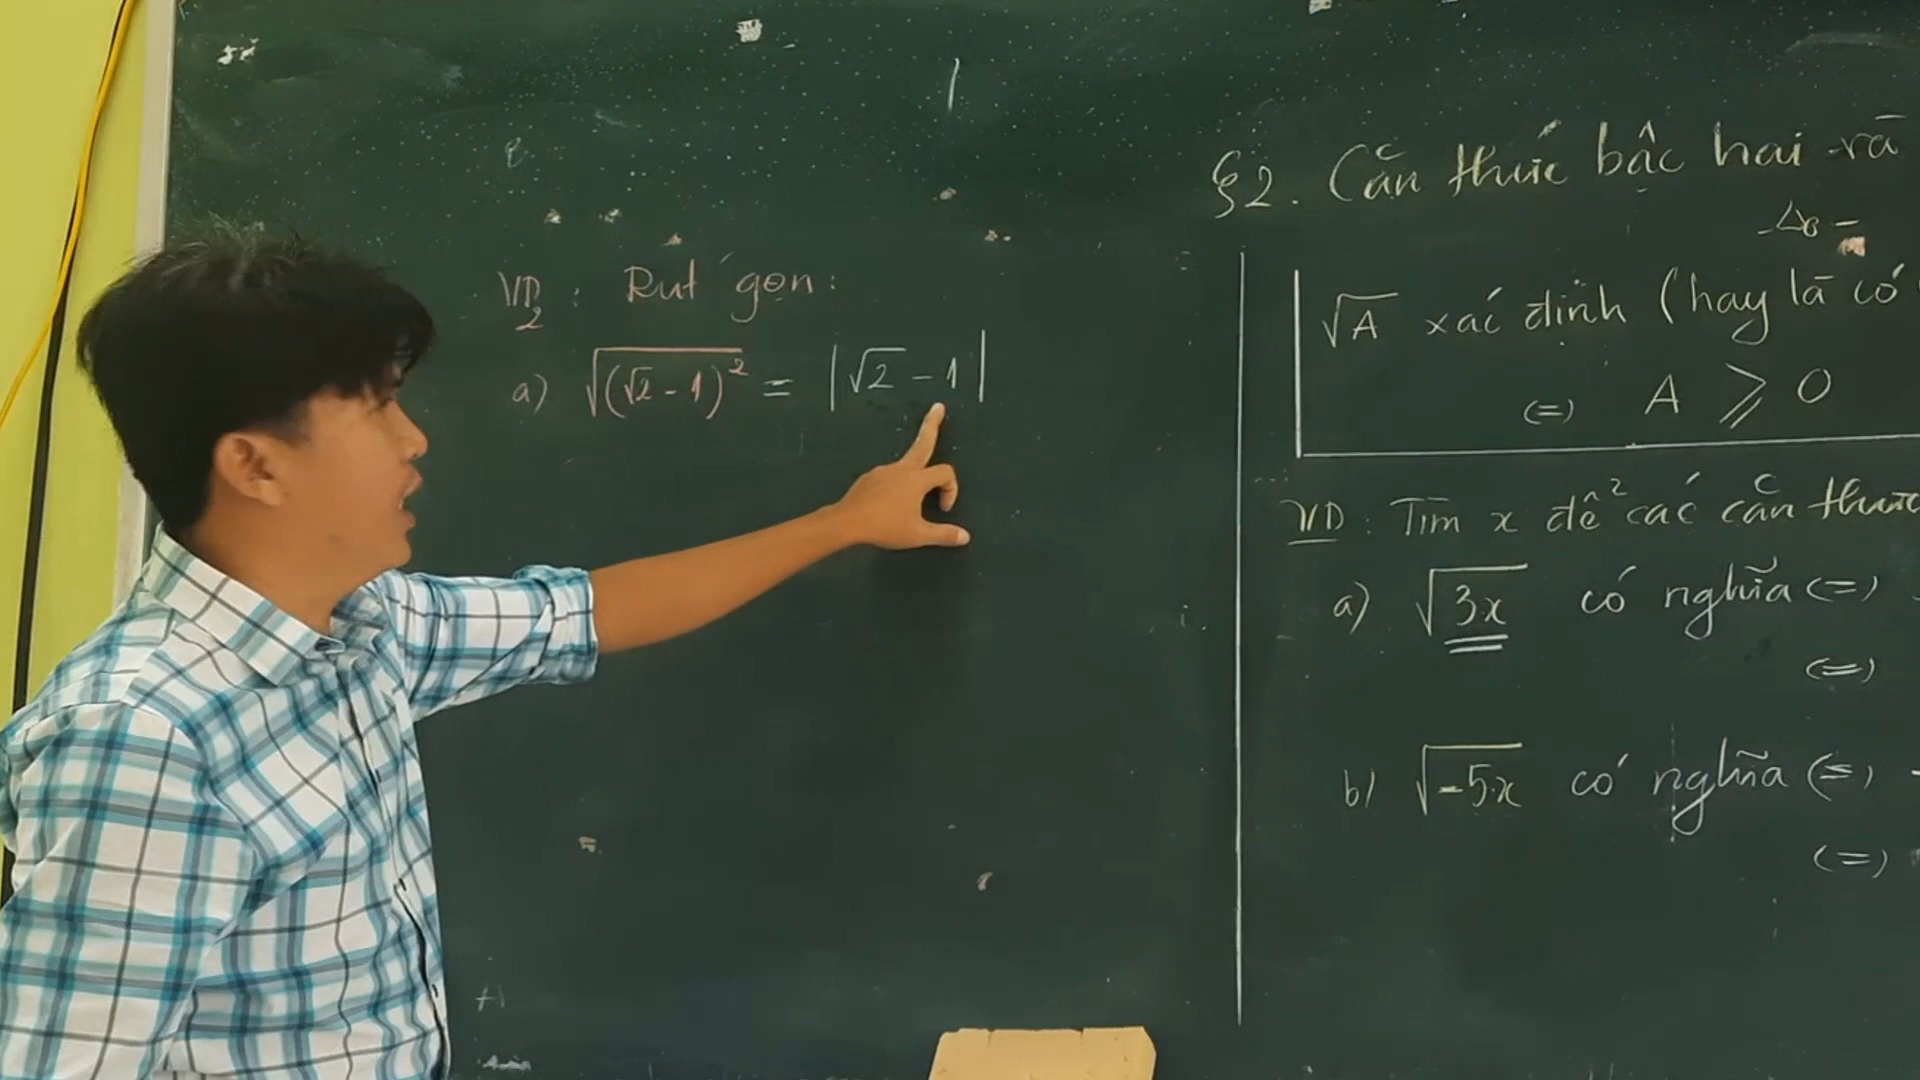 VD2: Rút gọn:
a) √(√2 - 1)² = |√2 - 1|
§2. Căn thức bậc hai và
√A xác định (hay là có
(=) A ⩾ 0
VD: Tìm x để các căn thức
a) √3x có nghĩa (=)
(=)
b) √-5x có nghĩa (=)
(=)